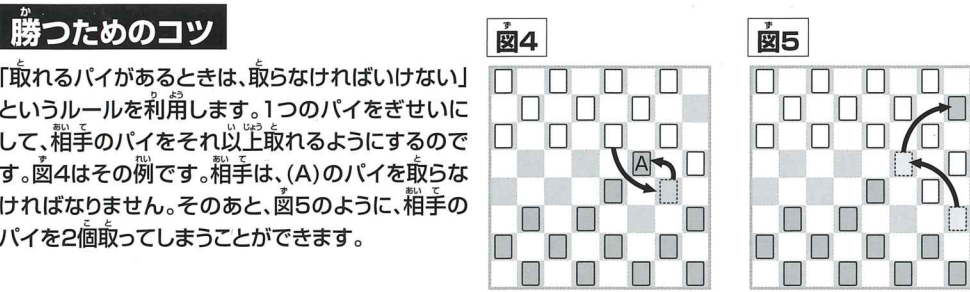 勝つためのコツ
「取れるパイがあるときは、取らなければいけない」
というルールを利用します。1つのパイをぎせいに
して、相手のパイをそれ以上取れるようにするので
す。図4はその例です。相手は、(A)のパイを取らな
ければなりません。そのあと、図5のように、相手の
パイを2個取ってしまうことができます。
図4
A
図5